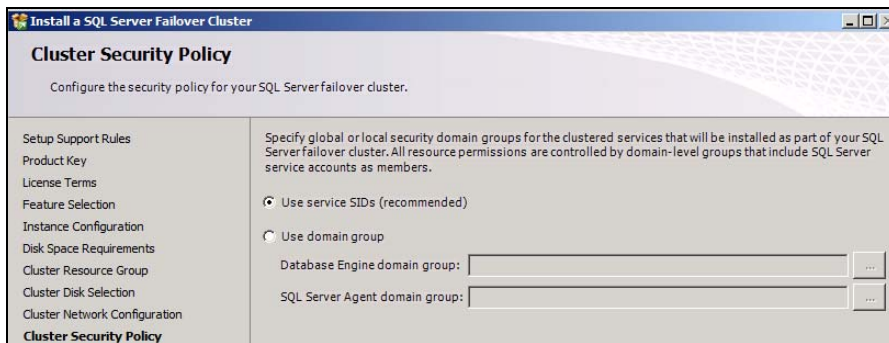 Install a SQL Server Failover Cluster
Cluster Security Policy
Configure the security policy for your SQL Server failover cluster.
Setup Support Rules
Product Key
License Terms
Feature Selection
Instance Configuration
Disk Space Requirements
Cluster Resource Group
Cluster Disk Selection
Cluster Network Configuration
Cluster Security Policy
Specify global or local security domain groups for the clustered services that will be installed as part of your SQL
Server failover cluster. All resource permissions are controlled by domain-level groups that include SQL Server
service accounts as members.
Use service SIDs (recommended)
Use domain group
Database Engine domain group:
...
SQL Server Agent domain group:
...